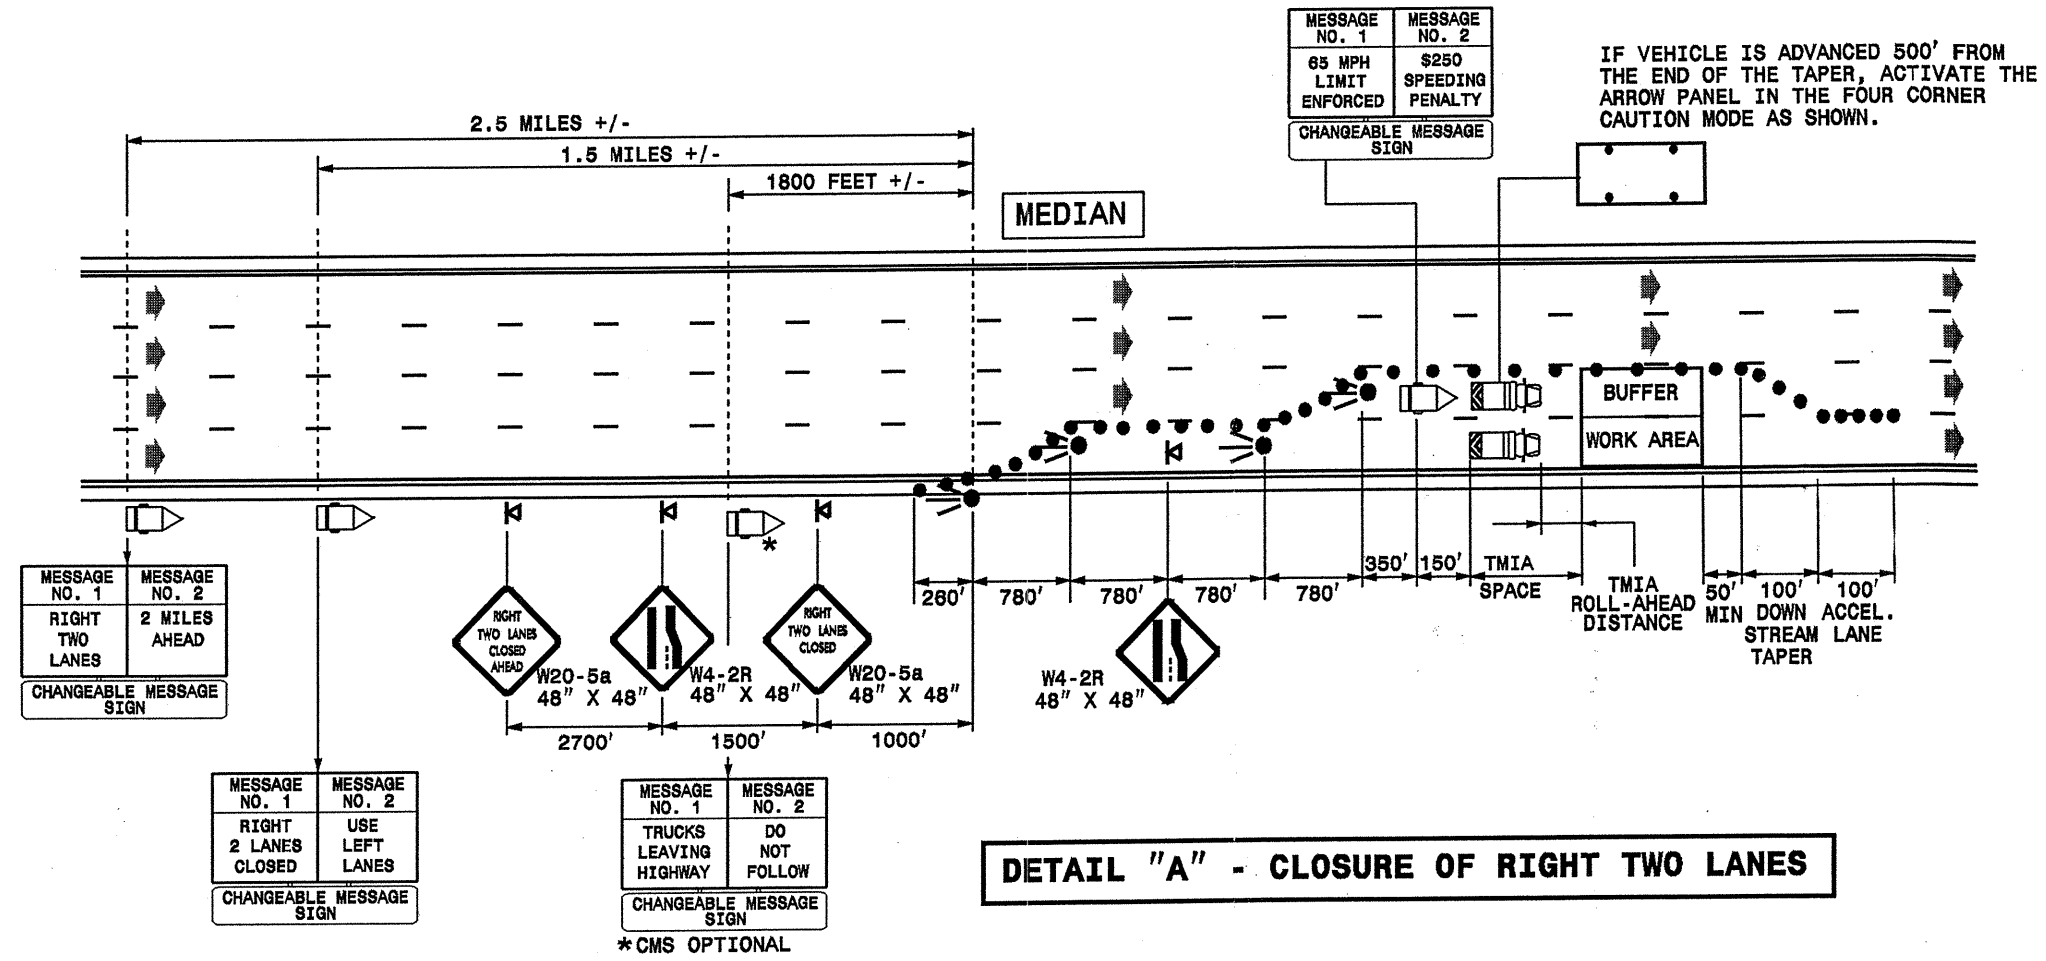 MESSAGE NO. 1
MESSAGE NO. 2
65 MPH LIMIT ENFORCED
$250 SPEEDING PENALTY
CHANGEABLE MESSAGE SIGN
IF VEHICLE IS ADVANCED 500' FROM
THE END OF THE TAPER, ACTIVATE THE
ARROW PANEL IN THE FOUR CORNER
CAUTION MODE AS SHOWN.
2.5 MILES +/-
1.5 MILES +/-
1800 FEET +/-
MEDIAN
BUFFER
WORK AREA
*
260'
780'
780'
780'
780'
350'
150'
TMIA
SPACE
TMIA
ROLL-AHEAD
DISTANCE
50'
MIN
100'
DOWN
STREAM
TAPER
100'
ACCEL.
LANE
MESSAGE NO. 1
MESSAGE NO. 2
RIGHT TWO LANES
2 MILES AHEAD
CHANGEABLE MESSAGE SIGN
RIGHT
TWO LANES
CLOSED
AHEAD
W20-5a
48" X 48"
W4-2R
48" X 48"
RIGHT
TWO LANES
CLOSED
W20-5a
48" X 48"
W4-2R
48" X 48"
2700'
1500'
1000'
MESSAGE NO. 1
MESSAGE NO. 2
RIGHT 2 LANES CLOSED
USE LEFT LANES
CHANGEABLE MESSAGE SIGN
MESSAGE NO. 1
MESSAGE NO. 2
TRUCKS LEAVING HIGHWAY
DO NOT FOLLOW
CHANGEABLE MESSAGE SIGN
*CMS OPTIONAL
DETAIL "A" - CLOSURE OF RIGHT TWO LANES